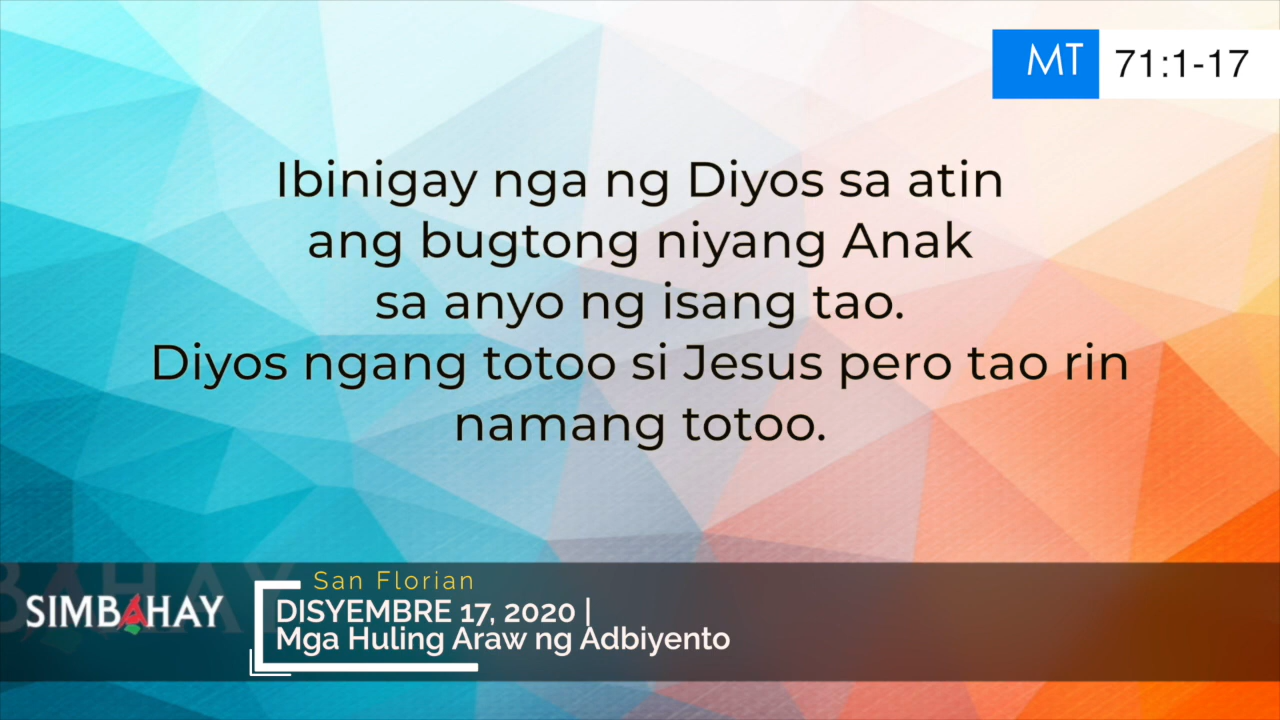 MT 71:1-17
Ibinigay nga ng Diyos sa atin
ang bugtong niyang Anak
sa anyo ng isang tao.
Diyos ngang totoo si Jesus pero tao rin
namang totoo.
San Florian
SIMBAHAY
DISYEMBRE 17, 2020 |
Mga Huling Araw ng Adbiyento